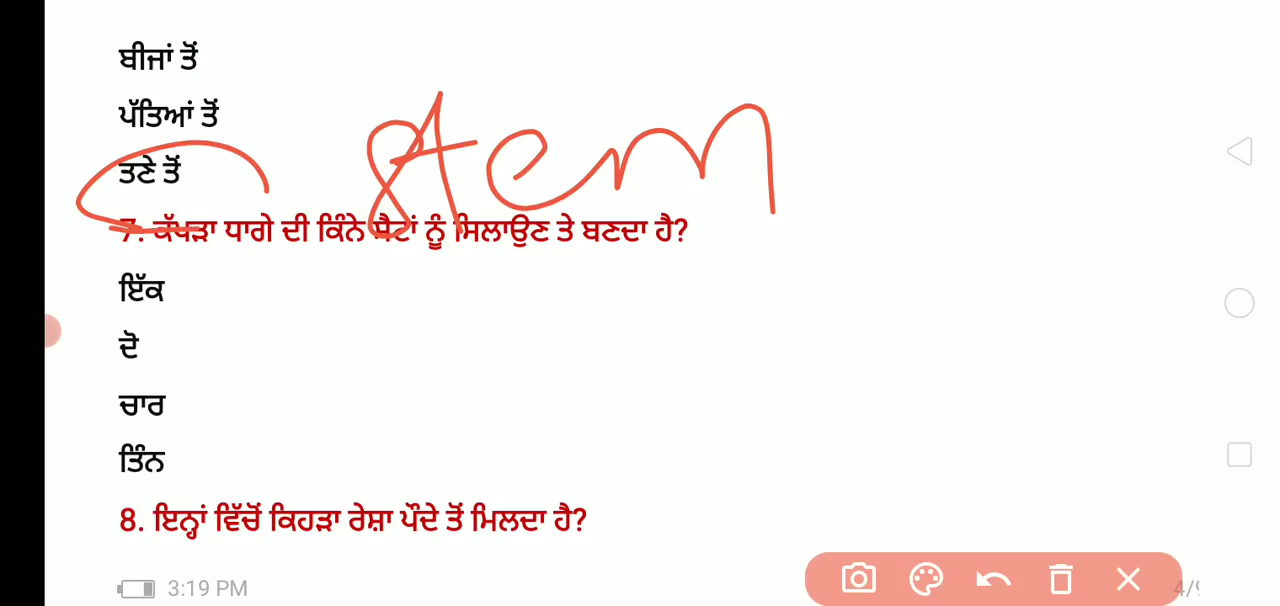 ਬੀਜਾਂ ਤੋਂ
ਪੱਤਿਆਂ ਤੋਂ
ਤਣੇ ਤੋਂ
stem
7. ਕੱਪੜਾ ਧਾਗੇ ਦੀ ਕਿੰਨੇ ਸੈਟਾਂ ਨੂੰ ਸਿਲਾਉਣ ਤੇ ਬਣਦਾ ਹੈ?
ਇੱਕ
ਦੋ
ਚਾਰ
ਤਿੰਨ
8. ਇਨ੍ਹਾਂ ਵਿੱਚੋਂ ਕਿਹੜਾ ਰੇਸ਼ਾ ਪੌਦੇ ਤੋਂ ਮਿਲਦਾ ਹੈ?
3:19 PM